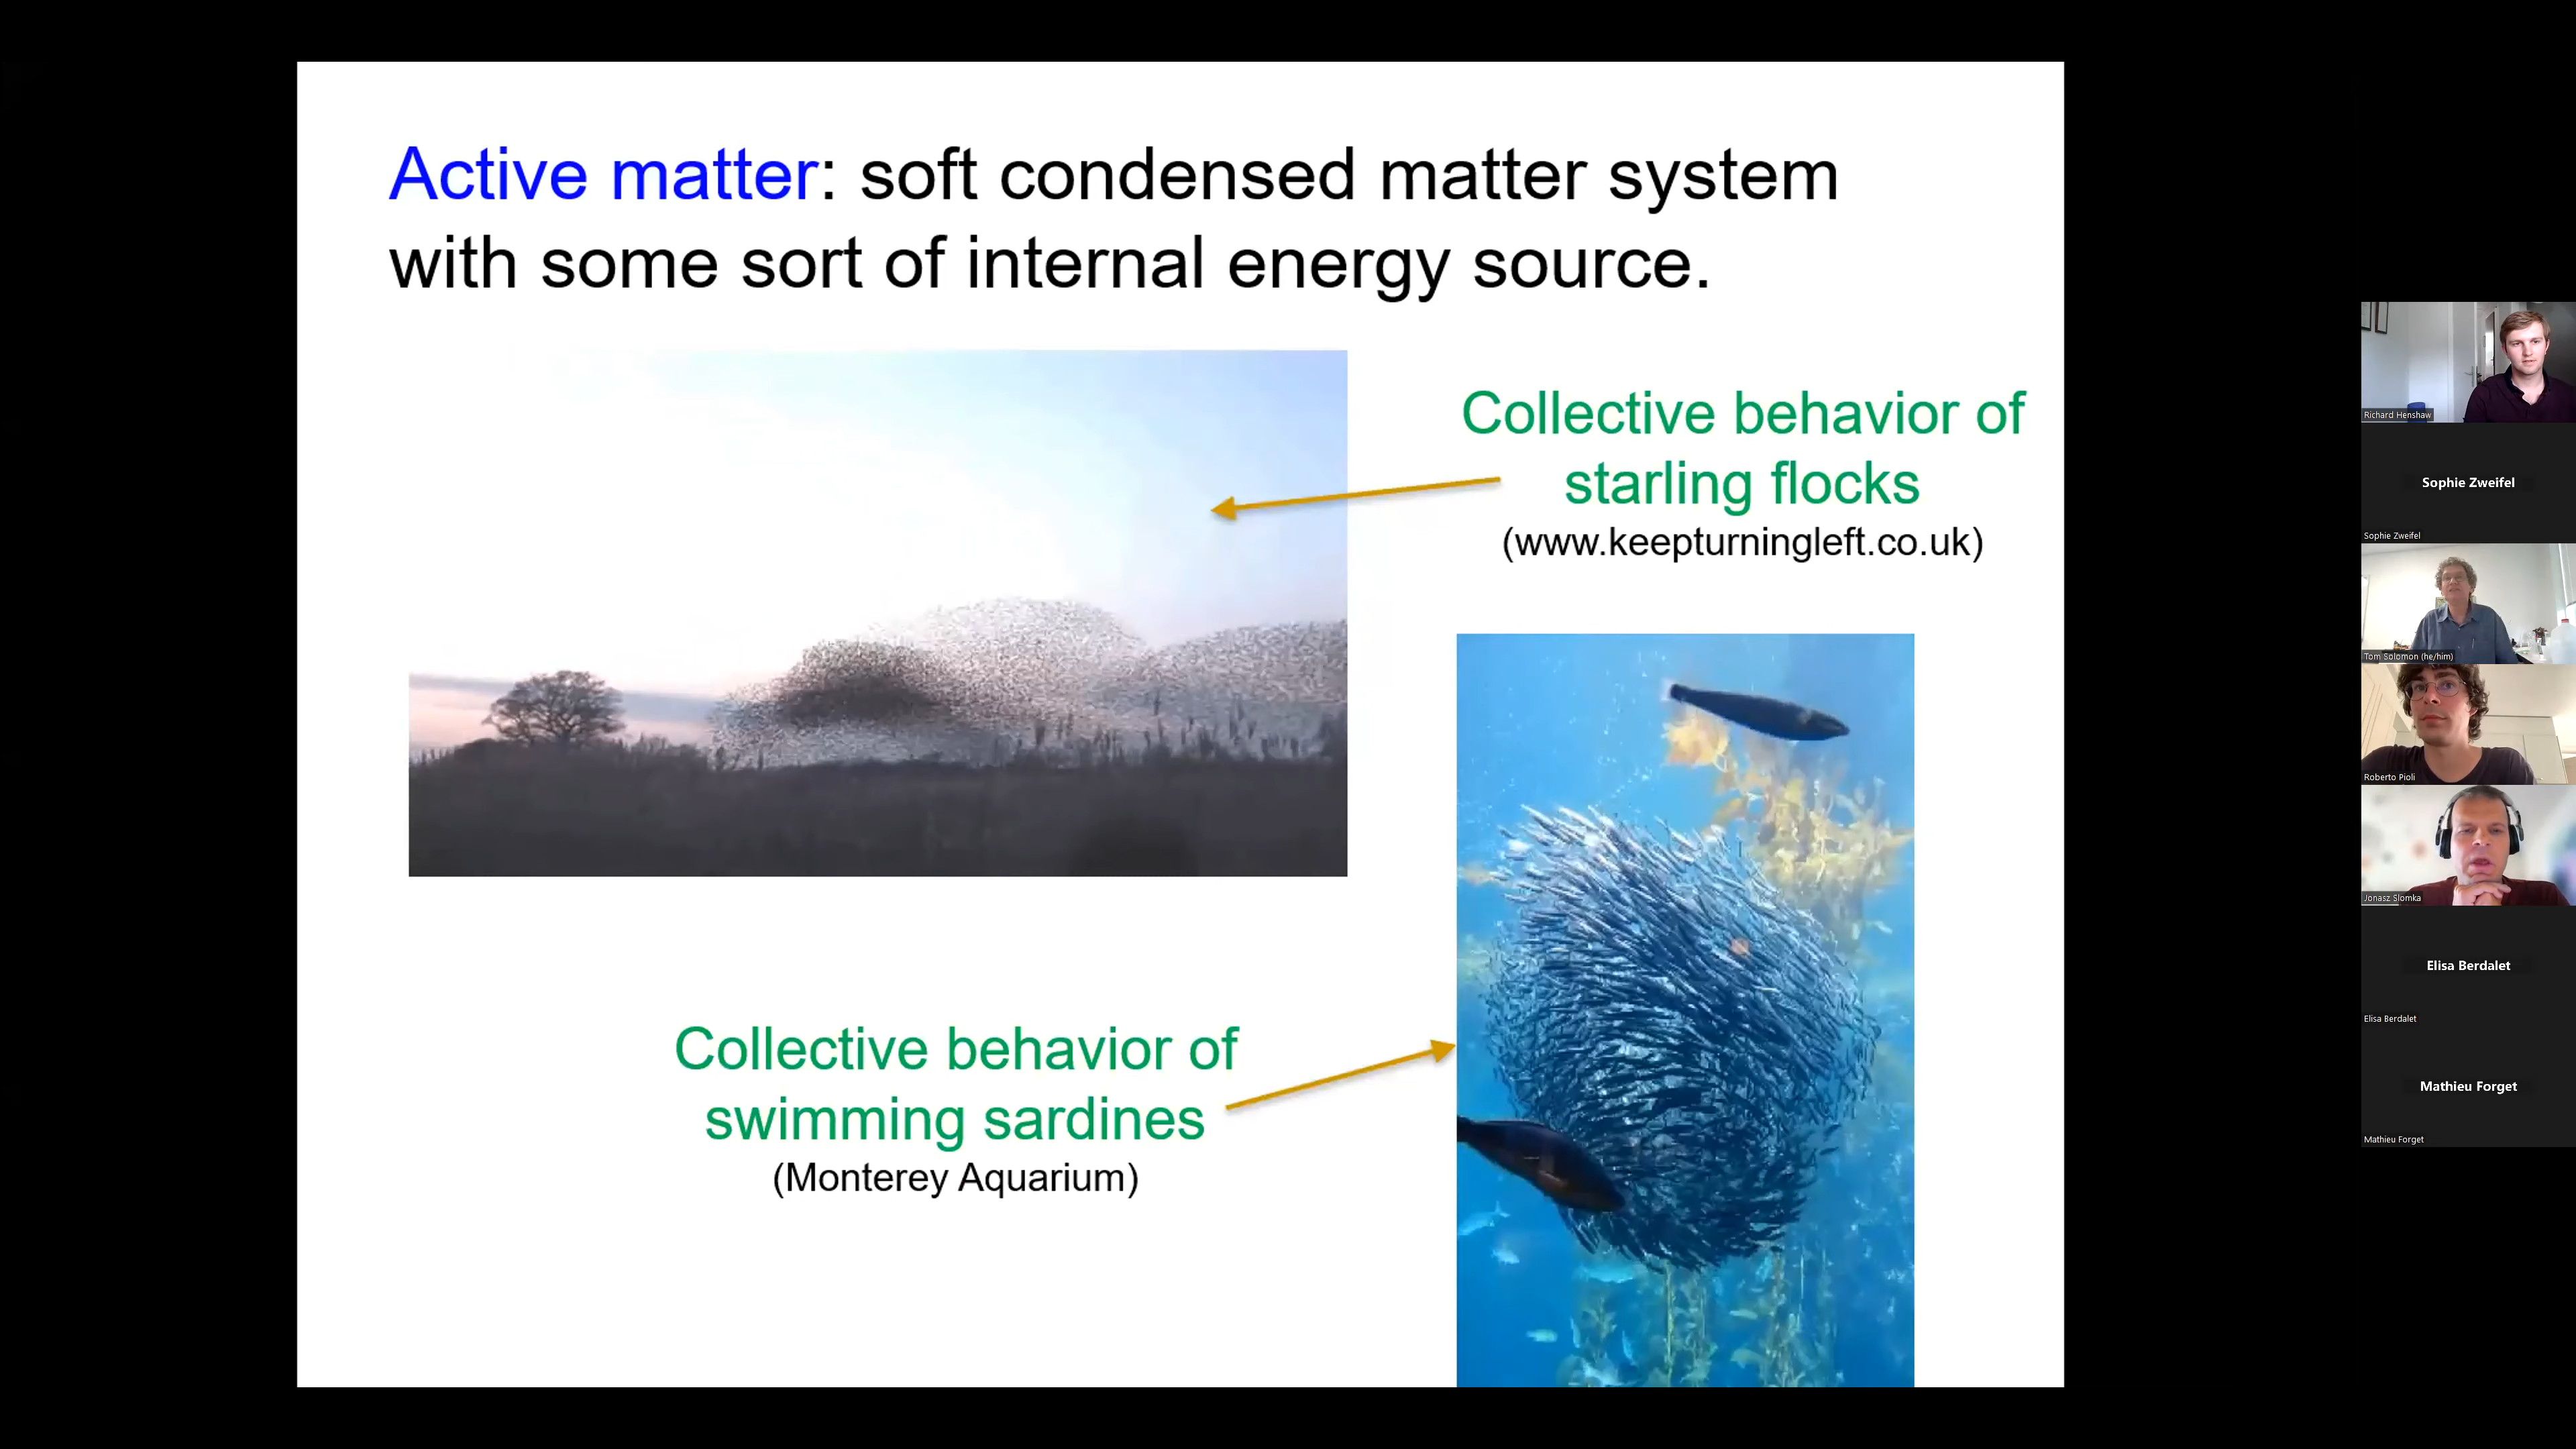 Active matter: soft condensed matter system
with some sort of internal energy source.
Collective behavior of
starling flocks
(www.keepturningleft.co.uk)
Collective behavior of
swimming sardines
(Monterey Aquarium)
Richard Henshaw
Sophie Zweifel
Sophie Zweifel
Tom Solomon (he/him)
Roberto Pioli
Jonasz Slomka
Elisa Berdalet
Elisa Berdalet
Mathieu Forget
Mathieu Forget